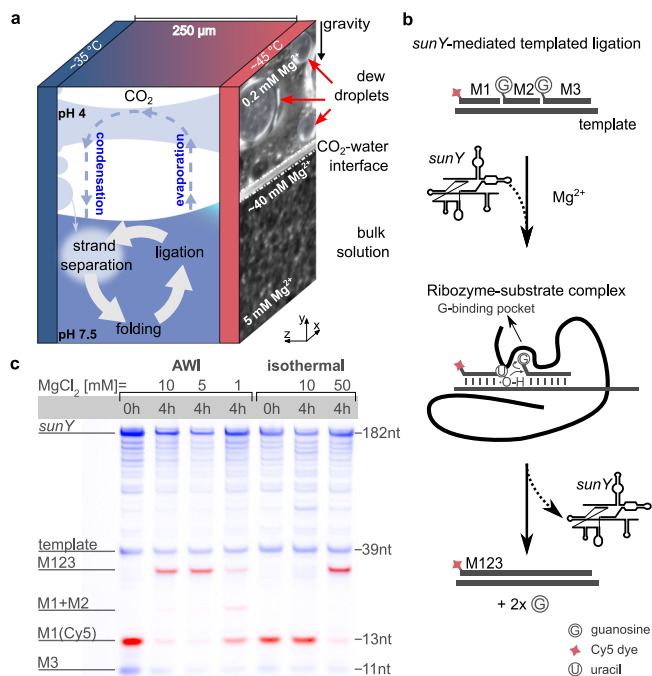 a
250 µm
~35 °C
~45 °C
gravity
CO2
pH 4
0.2 mM Mg2+
dew
droplets
condensation
evaporation
CO2-water
interface
~40 mM Mg2+
bulk
solution
strand
separation
ligation
folding
pH 7.5
5 mM Mg2+
y
z
x
b
sunY-mediated templated ligation
M1 G M2 G M3
template
sunY
Mg2+
Ribozyme-substrate complex
G-binding pocket
U G
·O-H
sunY
M123
+ 2x G
G guanosine
Cy5 dye
U uracil
c
AWI isothermal
MgCl2 [mM]= 10 5 1 10 50
0h 4h 4h 4h 0h 4h 4h
sunY 182nt
template 39nt
M123
M1+M2
M1(Cy5) 13nt
M3 11nt